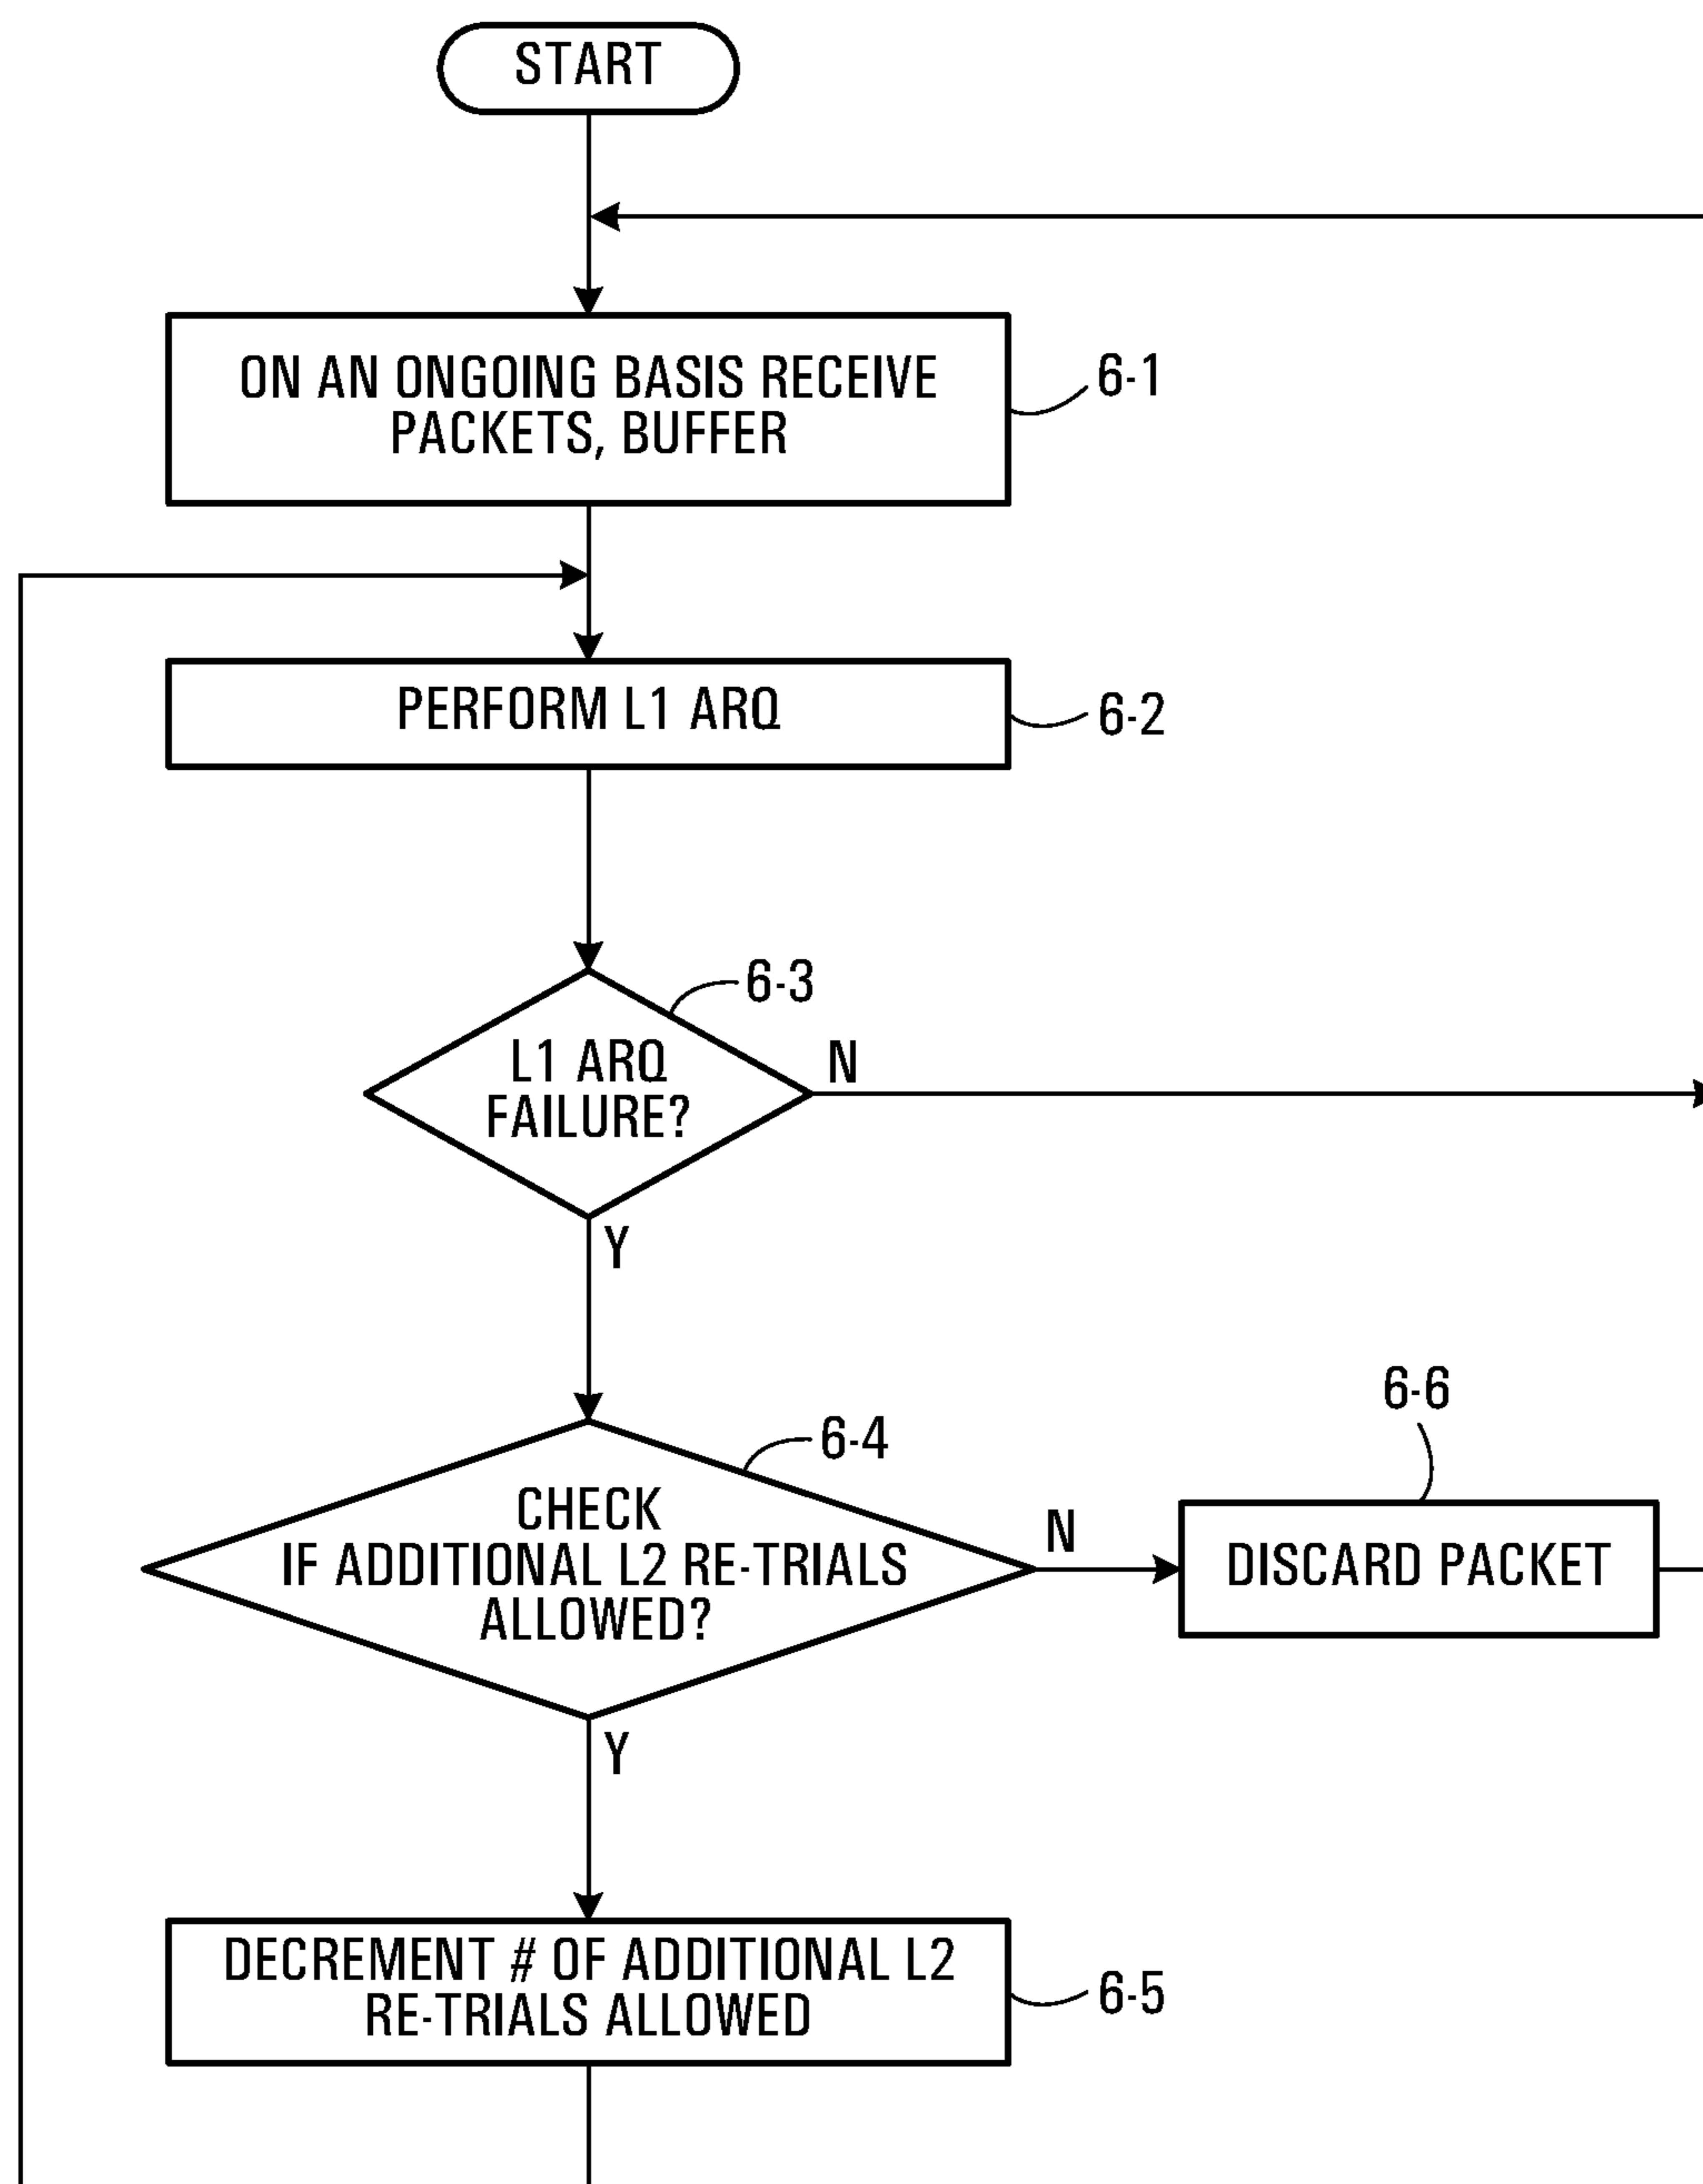 START
ON AN ONGOING BASIS RECEIVE
PACKETS, BUFFER
6-1
PERFORM L1 ARQ
6-2
6-3
L1 ARQ
FAILURE?
N
Y
6-4
CHECK
IF ADDITIONAL L2 RE-TRIALS
ALLOWED?
N
6-6
DISCARD PACKET
Y
DECREMENT # OF ADDITIONAL L2
RE-TRIALS ALLOWED
6-5